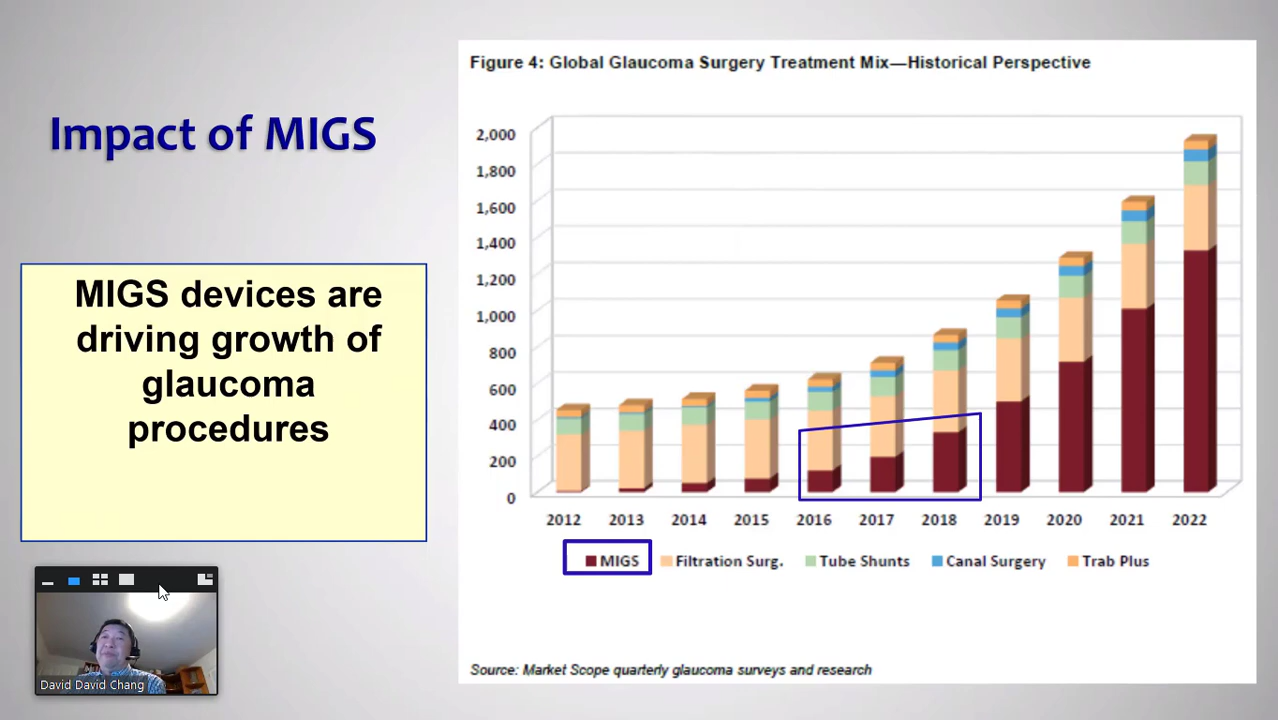 Impact of MIGS
MIGS devices are
driving growth of
glaucoma
procedures
Figure 4: Global Glaucoma Surgery Treatment Mix—Historical Perspective
2,000
1,800
1,600
1,400
1,200
1,000
800
600
400
200
0
2012 2013 2014 2015 2016 2017 2018 2019 2020 2021 2022
MIGS Filtration Surg. Tube Shunts Canal Surgery Trab Plus
Source: Market Scope quarterly glaucoma surveys and research
David David Chang